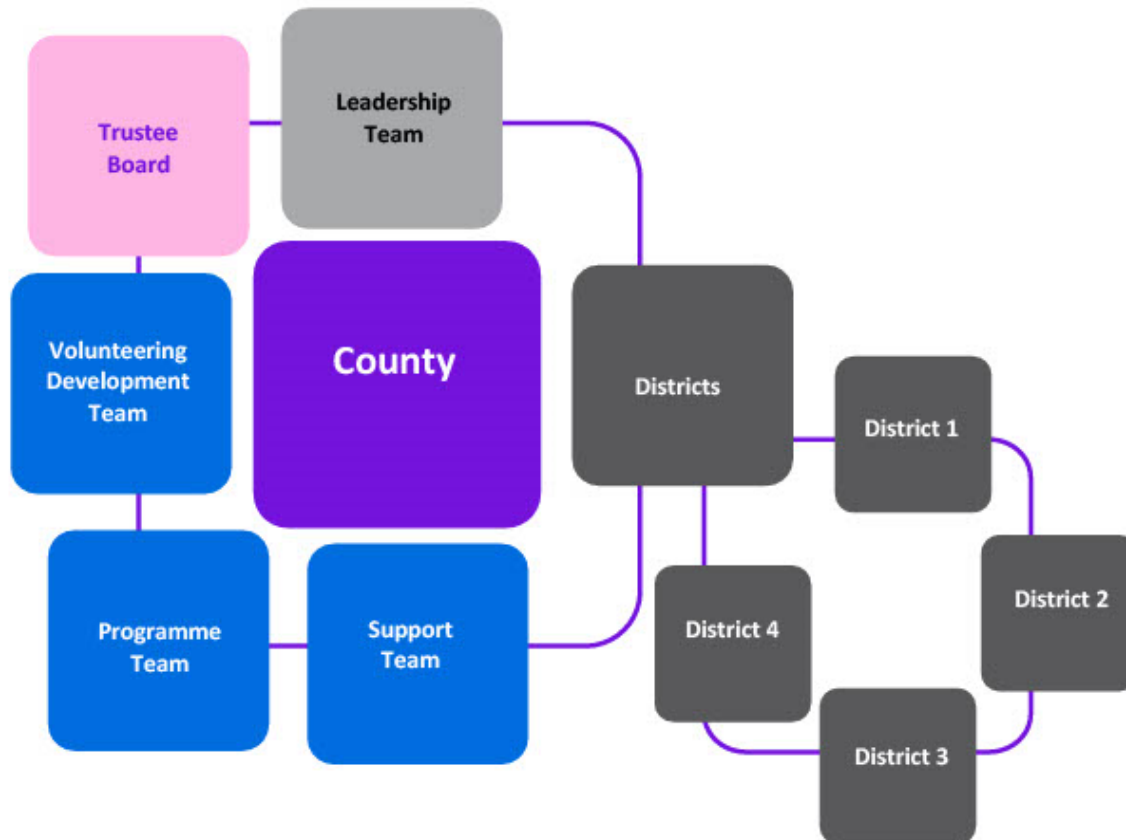 Trustee
Board
Leadership
Team
Volunteering
Development
Team
County
Districts
District 1
District 2
District 4
District 3
Programme
Team
Support
Team